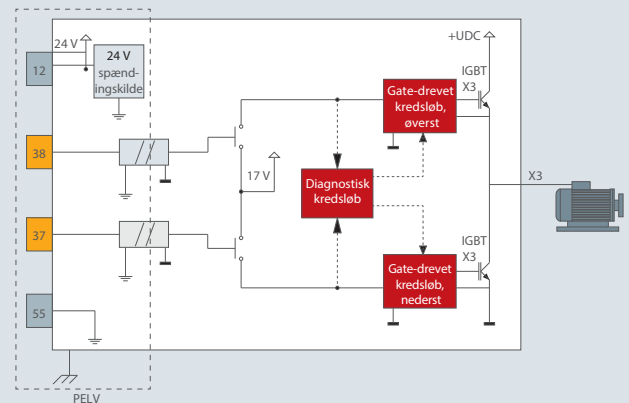 +UDC
24 V
12
24 V
spænd-
ingskilde
IGBT
X3
Gate-drevet
kredsløb,
øverst
38
17 V
Diagnostisk
kredsløb
X3
37
IGBT
X3
Gate-drevet
kredsløb,
nederst
55
PELV